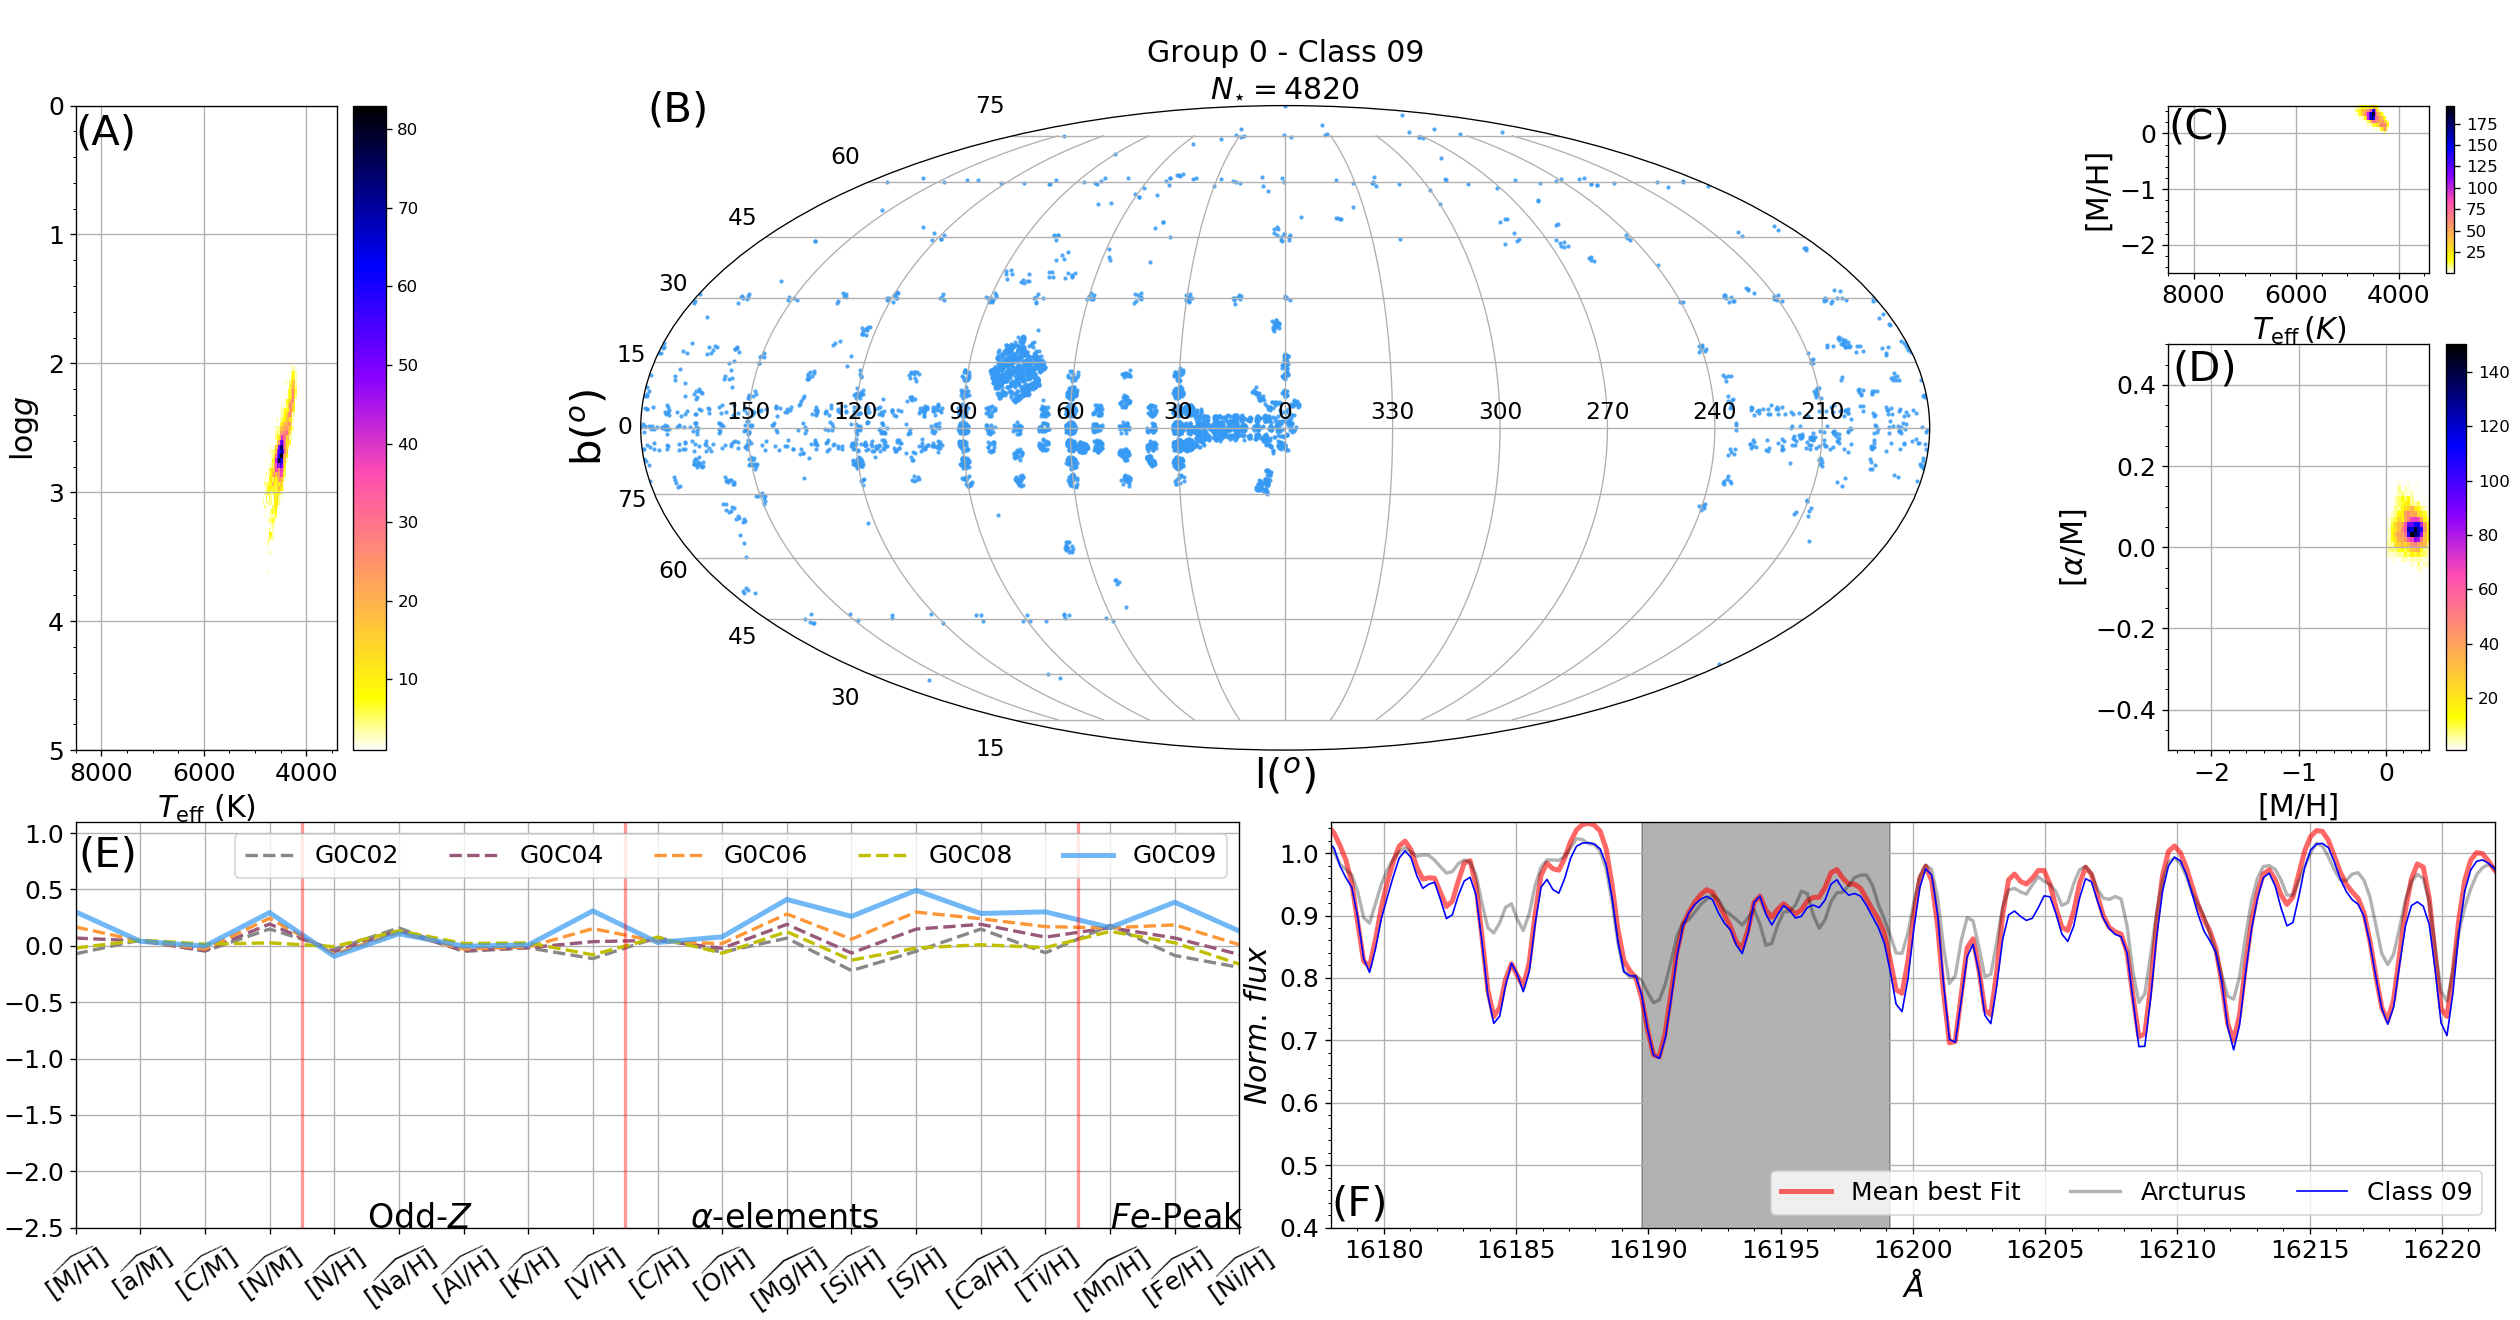 Group 0 - Class 09
N⋆ = 4820
(A)
0
1
2
3
4
5
logg
8000 6000 4000
Teff (K)
80
70
60
50
40
30
20
10
(B)
75
60
45
30
15
0
75
60
45
30
15
b(°)
150 120 90 60 30 0 330 300 270 240 210
l(°)
(C)
0
−1
−2
[M/H]
8000 6000 4000
Teff (K)
175
150
125
100
75
50
25
(D)
0.4
0.2
0.0
−0.2
−0.4
[α/M]
−2 −1 0
[M/H]
140
120
100
80
60
40
20
(E)
G0C02 G0C04 G0C06 G0C08 G0C09
1.0
0.5
0.0
−0.5
−1.0
−1.5
−2.0
−2.5
Odd-Z α-elements Fe-Peak
[M/H] [a/M] [C/M] [N/M] [N/H] [Na/H] [Al/H] [K/H] [V/H] [C/H] [O/H] [Mg/H] [Si/H] [S/H] [Ca/H] [Ti/H] [Mn/H] [Fe/H] [Ni/H]
(F)
1.0
0.9
0.8
0.7
0.6
0.5
0.4
Norm. flux
Mean best Fit Arcturus Class 09
16180 16185 16190 16195 16200 16205 16210 16215 16220
Å